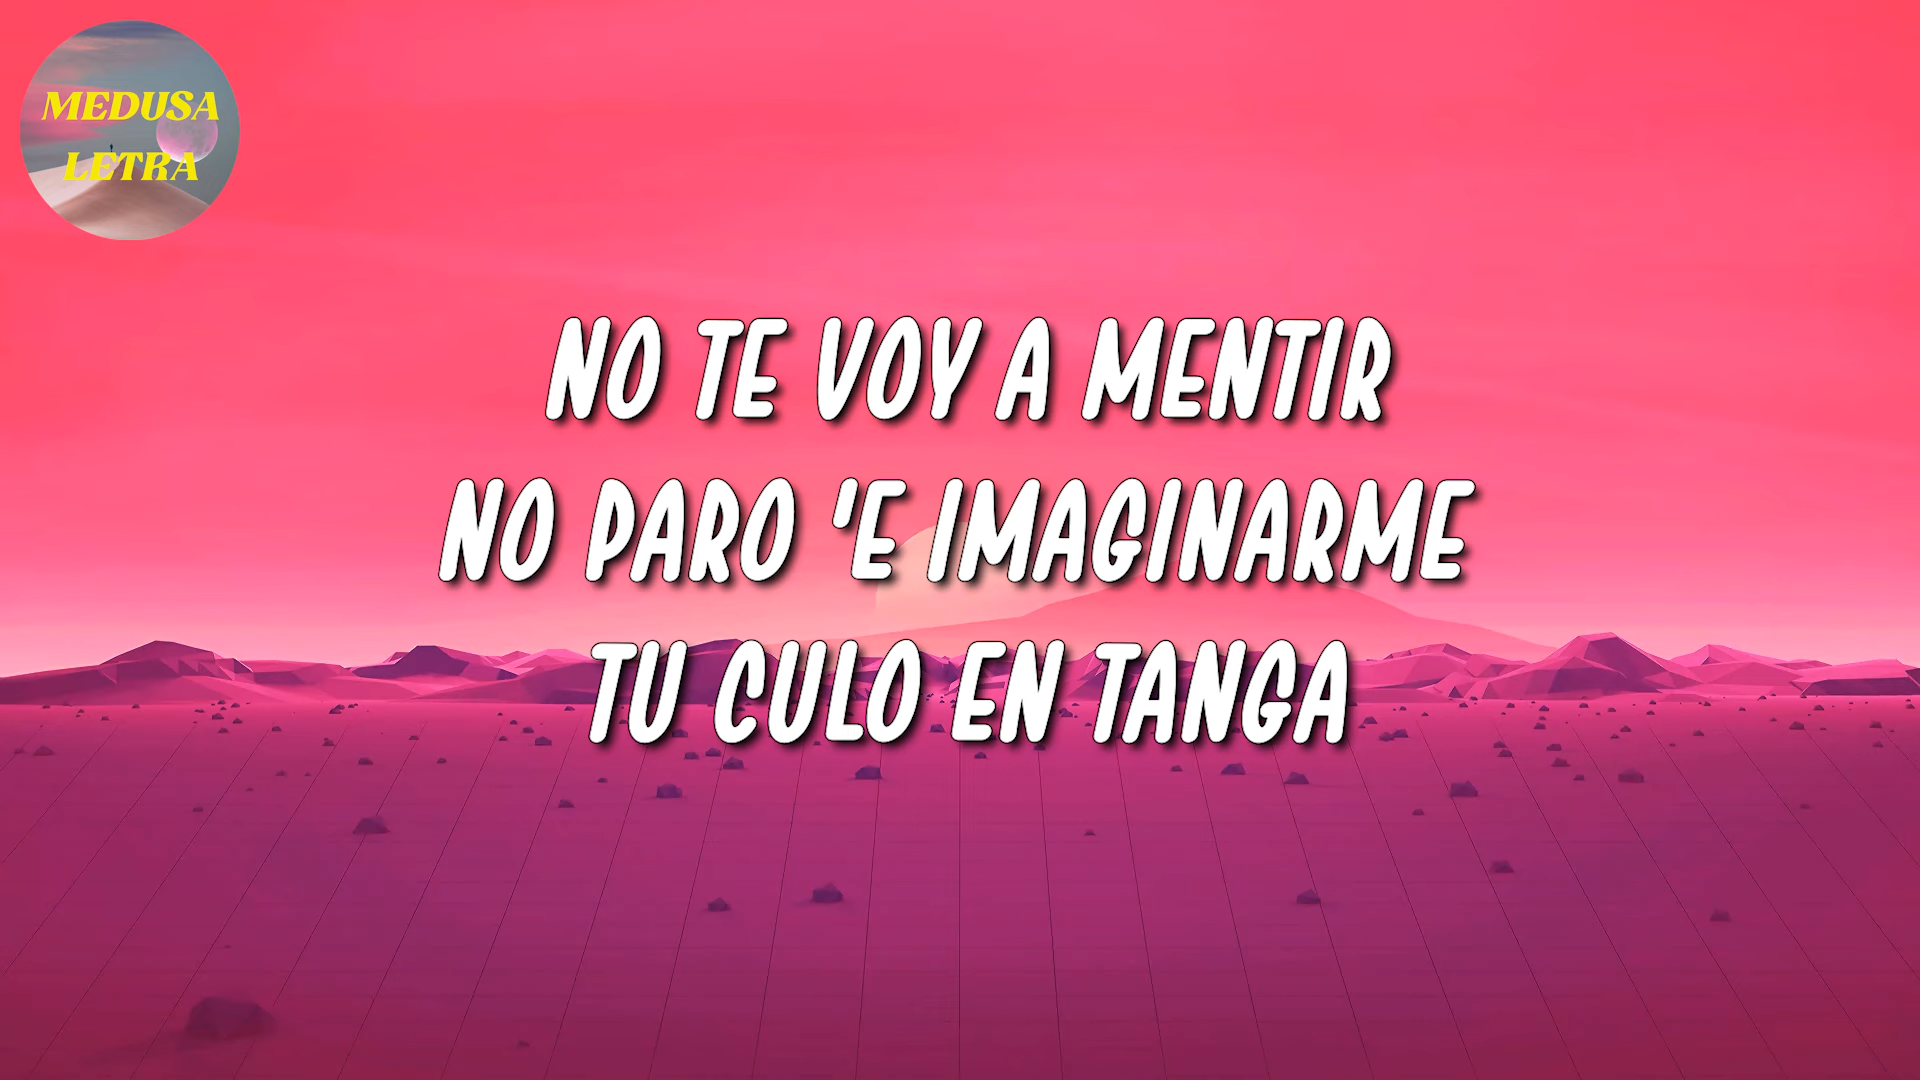 MEDUSA
LETRA
NO TE VOY A MENTIR
NO PARO 'E IMAGINARME
TU CULO EN TANGA